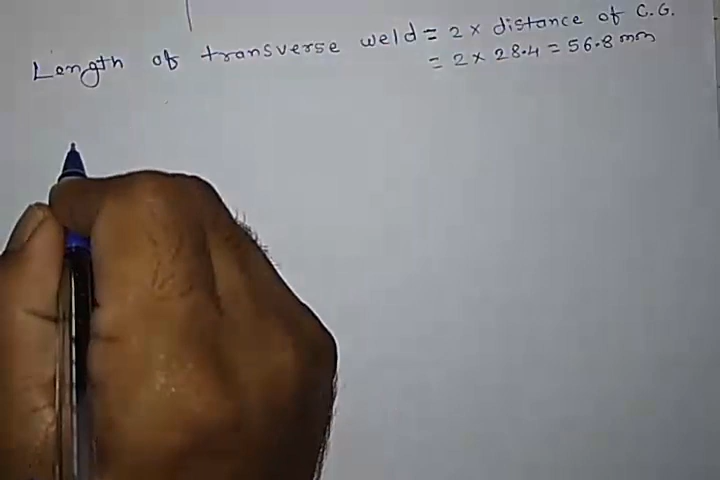 Length of transverse weld = 2 x distance of C.G.
= 2 x 28.4 = 56.8 mm